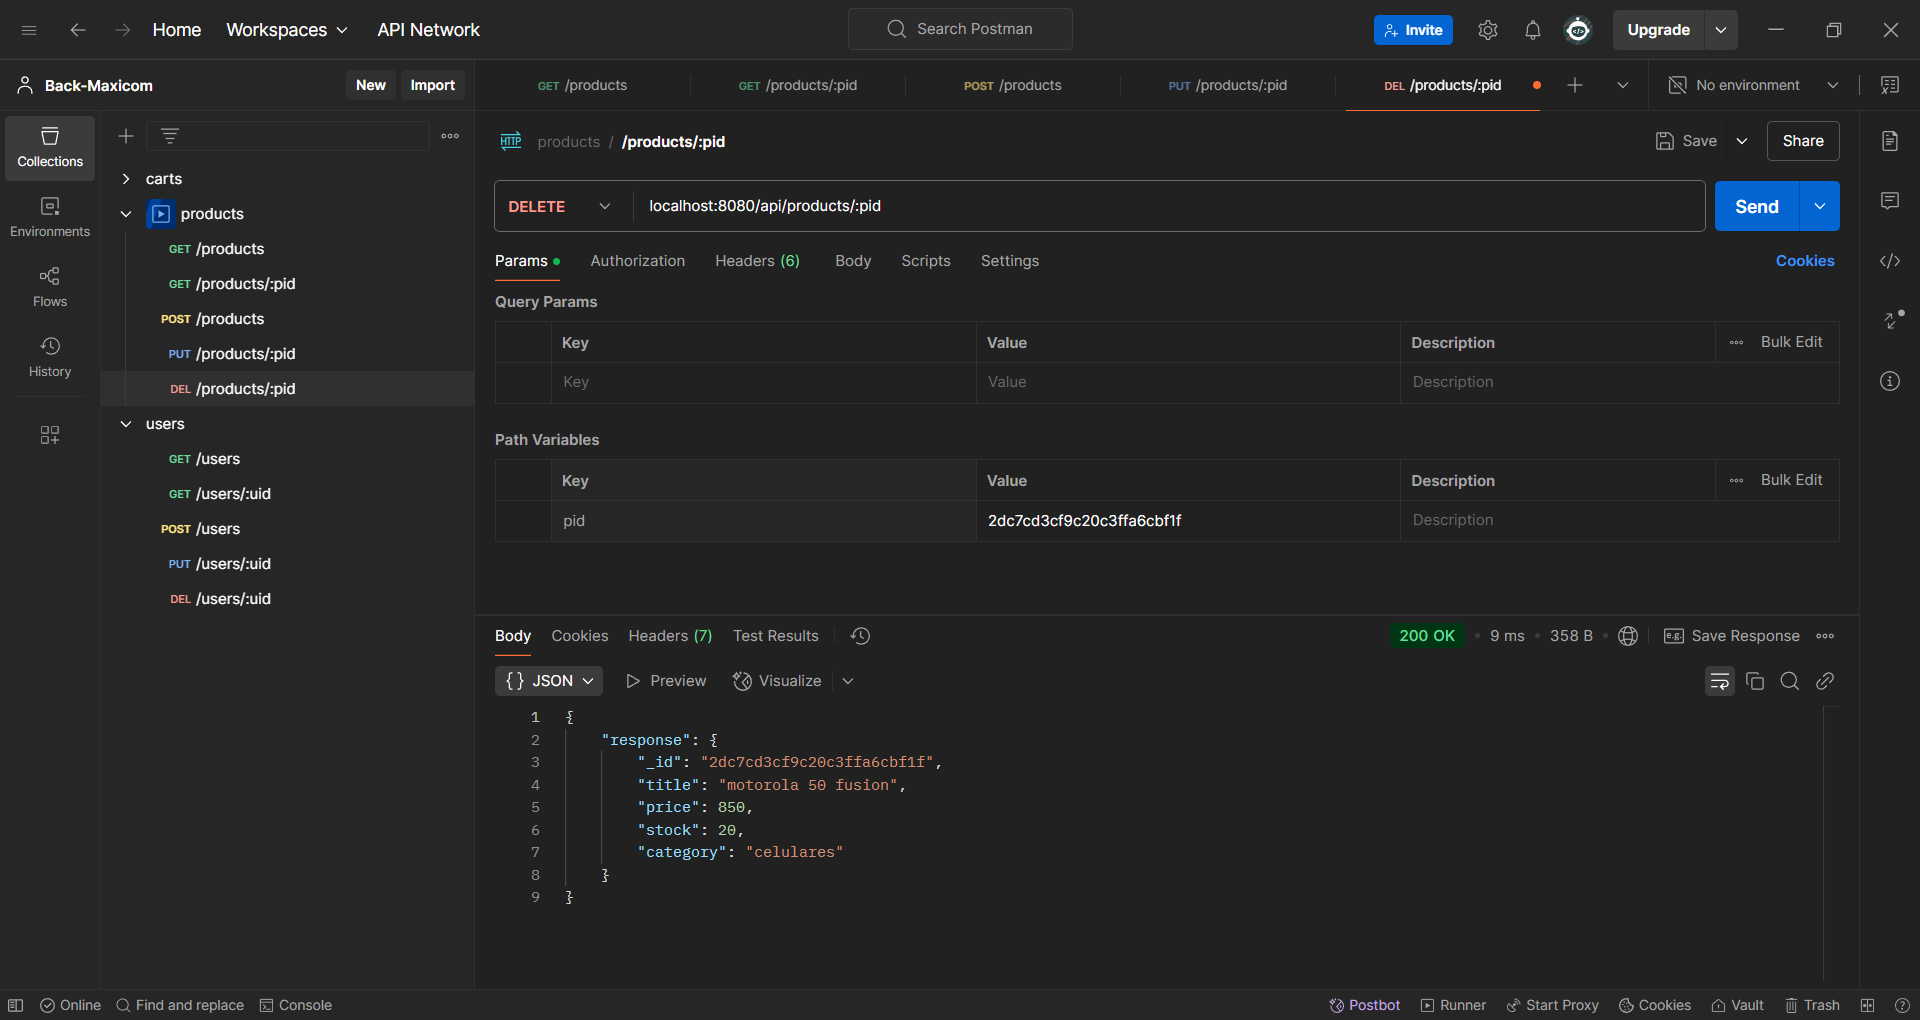 Home Workspaces API Network Search Postman Invite Upgrade
Back-Maxicom New Import GET /products GET /products/:pid POST /products PUT /products/:pid DEL /products/:pid No environment
Collections
Environments
Flows
History
carts
products
GET /products
GET /products/:pid
POST /products
PUT /products/:pid
DEL /products/:pid
users
GET /users
GET /users/:uid
POST /users
PUT /users/:uid
DEL /users/:uid
HTTP products / /products/:pid Save Share
DELETE localhost:8080/api/products/:pid Send
Params Authorization Headers (6) Body Scripts Settings Cookies
Query Params
Key Value Description Bulk Edit
Key Value Description
Path Variables
Key Value Description Bulk Edit
pid 2dc7cd3cf9c20c3ffa6cbf1f Description
Body Cookies Headers (7) Test Results 200 OK • 9 ms • 358 B • e.g. Save Response
{} JSON Preview Visualize
1 {
2 "response": {
3 "_id": "2dc7cd3cf9c20c3ffa6cbf1f",
4 "title": "motorola 50 fusion",
5 "price": 850,
6 "stock": 20,
7 "category": "celulares"
8 }
9 }
Online Find and replace Console Postbot Runner Start Proxy Cookies Vault Trash